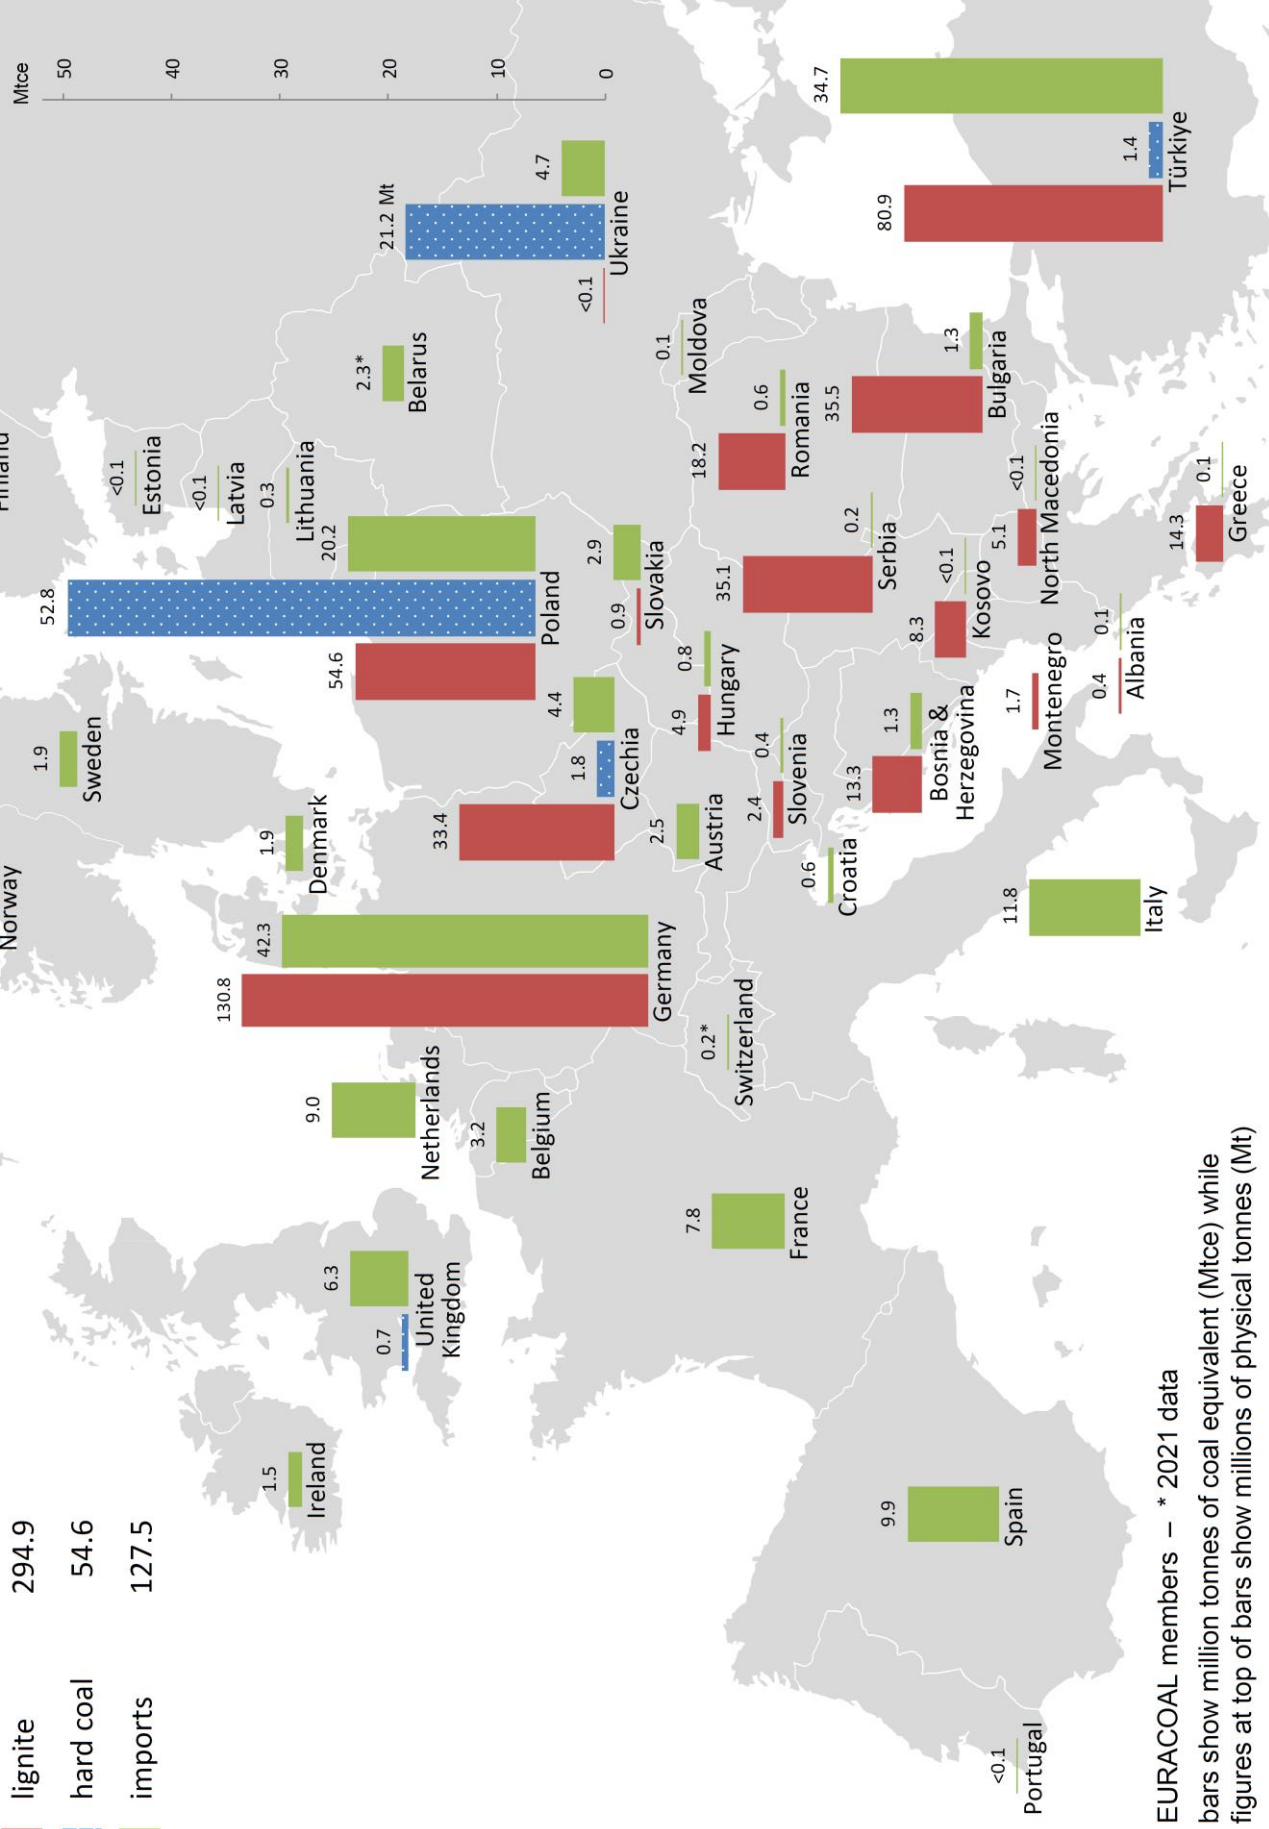 lignite 294.9
hard coal 54.6
imports 127.5
Norway
Finland
Mtce
50
40
30
20
10
0
1.9
Sweden
<0.1
Estonia
<0.1
Latvia
0.3
Lithuania
1.9
Denmark
2.3*
Belarus
1.5
Ireland
0.7
6.3
United
Kingdom
9.0
Netherlands
3.2
Belgium
130.8
42.3
Germany
54.6
52.8
20.2
Poland
<0.1
21.2 Mt
4.7
Ukraine
33.4
1.8
4.4
Czechia
0.9
2.9
Slovakia
7.8
France
0.2*
Switzerland
2.5
Austria
4.9
0.8
Hungary
0.1
Moldova
2.4
0.4
Slovenia
18.2
0.6
Romania
0.6
Croatia
35.1
0.2
Serbia
13.3
1.3
Bosnia &
Herzegovina
8.3
<0.1
Kosovo
35.5
1.3
Bulgaria
<0.1
Portugal
9.9
Spain
11.8
Italy
1.7
Montenegro
5.1
<0.1
North Macedonia
0.4
0.1
Albania
14.3
0.1
Greece
80.9
1.4
34.7
Türkiye
EURACOAL members – * 2021 data
bars show million tonnes of coal equivalent (Mtce) while
figures at top of bars show millions of physical tonnes (Mt)